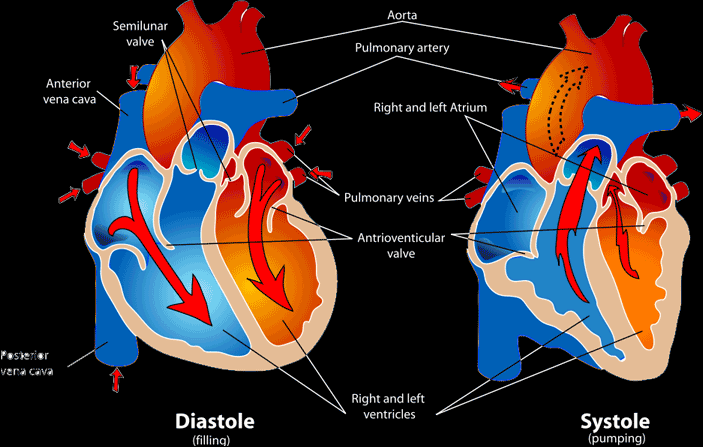 Aorta
Semilunar
valve
Pulmonary artery
Anterior
vena cava
Right and left Atrium
Pulmonary veins
Antrioventicular
valve
Posterior
vena cava
Right and left
ventricles
Diastole
(filling)
Systole
(pumping)